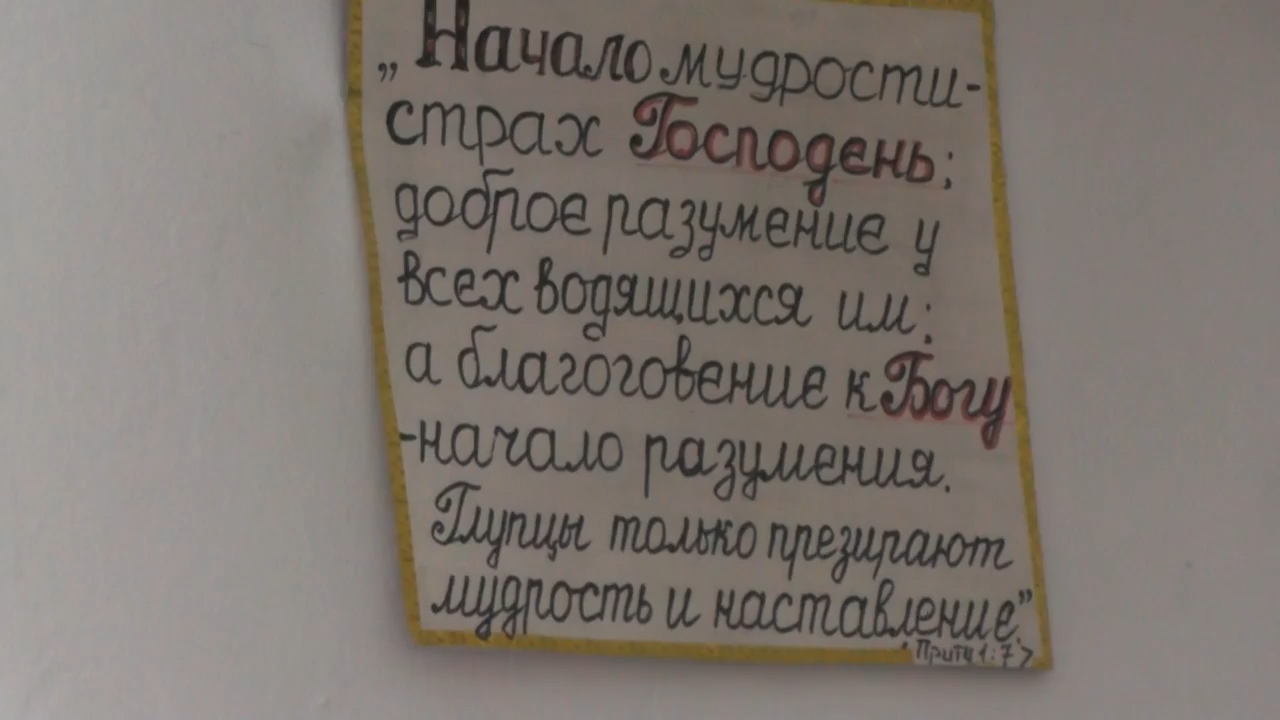 „Начало мудрости-
страх Господень;
доброе разумение у
всех водящихся им;
а благоговение к Богу
-начало разумения.
Глупцы только презирают
мудрость и наставление."
Притч 1:7